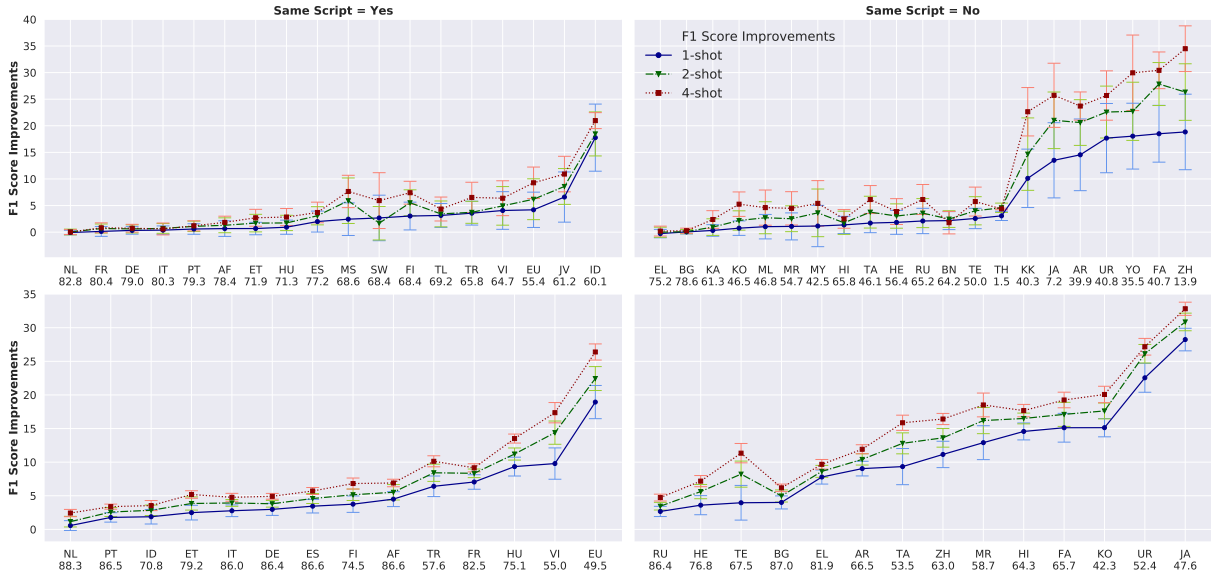 Same Script = Yes
Same Script = No
F1 Score Improvements
40
35
30
25
20
15
10
5
0
F1 Score Improvements
1-shot
2-shot
4-shot
NL FR DE IT PT AF ET HU ES MS SW FI TL TR VI EU JV ID
82.8 80.4 79.0 80.3 79.3 78.4 71.9 71.3 77.2 68.6 68.4 68.4 69.2 65.8 64.7 55.4 61.2 60.1
EL BG KA KO ML MR MY HI TA HE RU BN TE TH KK JA AR UR YO FA ZH
75.2 78.6 61.3 46.5 46.8 54.7 42.5 65.8 46.1 56.4 65.2 64.2 50.0 1.5 40.3 7.2 39.9 40.8 35.5 40.7 13.9
F1 Score Improvements
35
30
25
20
15
10
5
0
NL PT ID ET IT DE ES FI AF TR FR HU VI EU
88.3 86.5 70.8 79.2 86.0 86.4 86.6 74.5 86.6 57.6 82.5 75.1 55.0 49.5
RU HE TE BG EL AR TA ZH MR HI FA KO UR JA
86.4 76.8 67.5 87.0 81.9 66.5 53.5 63.0 58.7 64.3 65.7 42.3 52.4 47.6